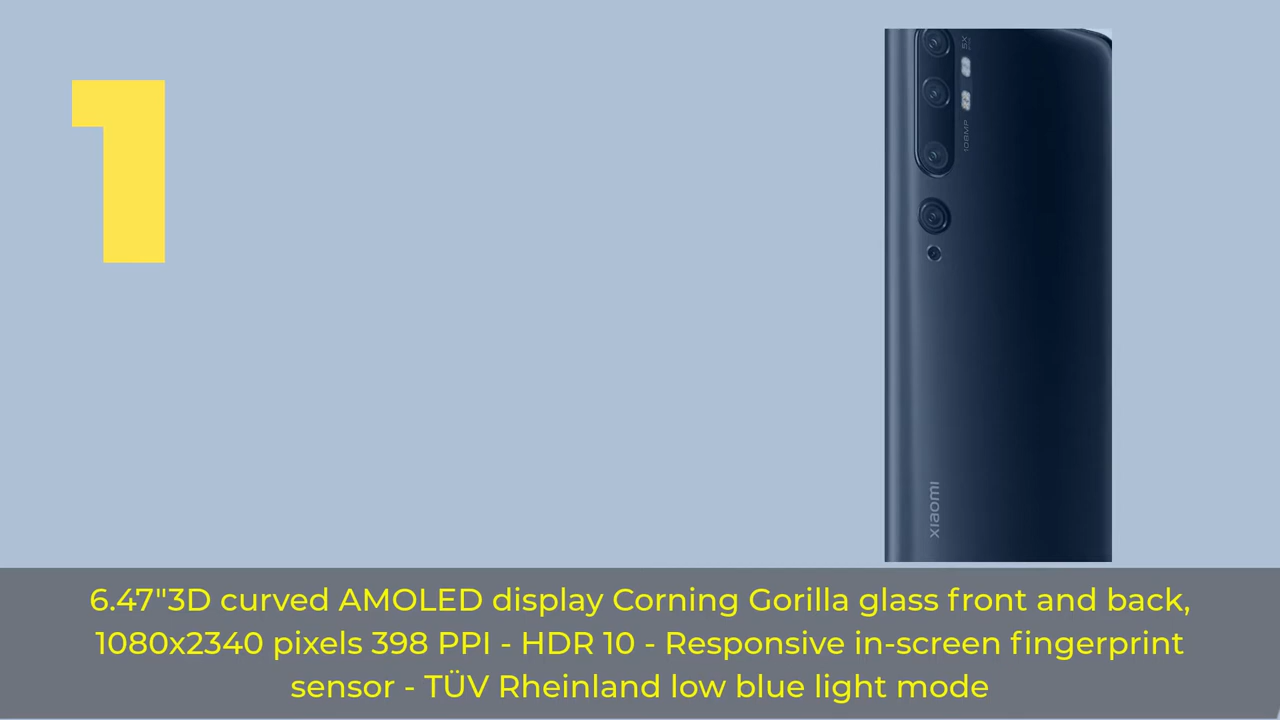 1
5X
108MP
xiaomi
6.47"3D curved AMOLED display Corning Gorilla glass front and back,
1080x2340 pixels 398 PPI - HDR 10 - Responsive in-screen fingerprint
sensor - TÜV Rheinland low blue light mode